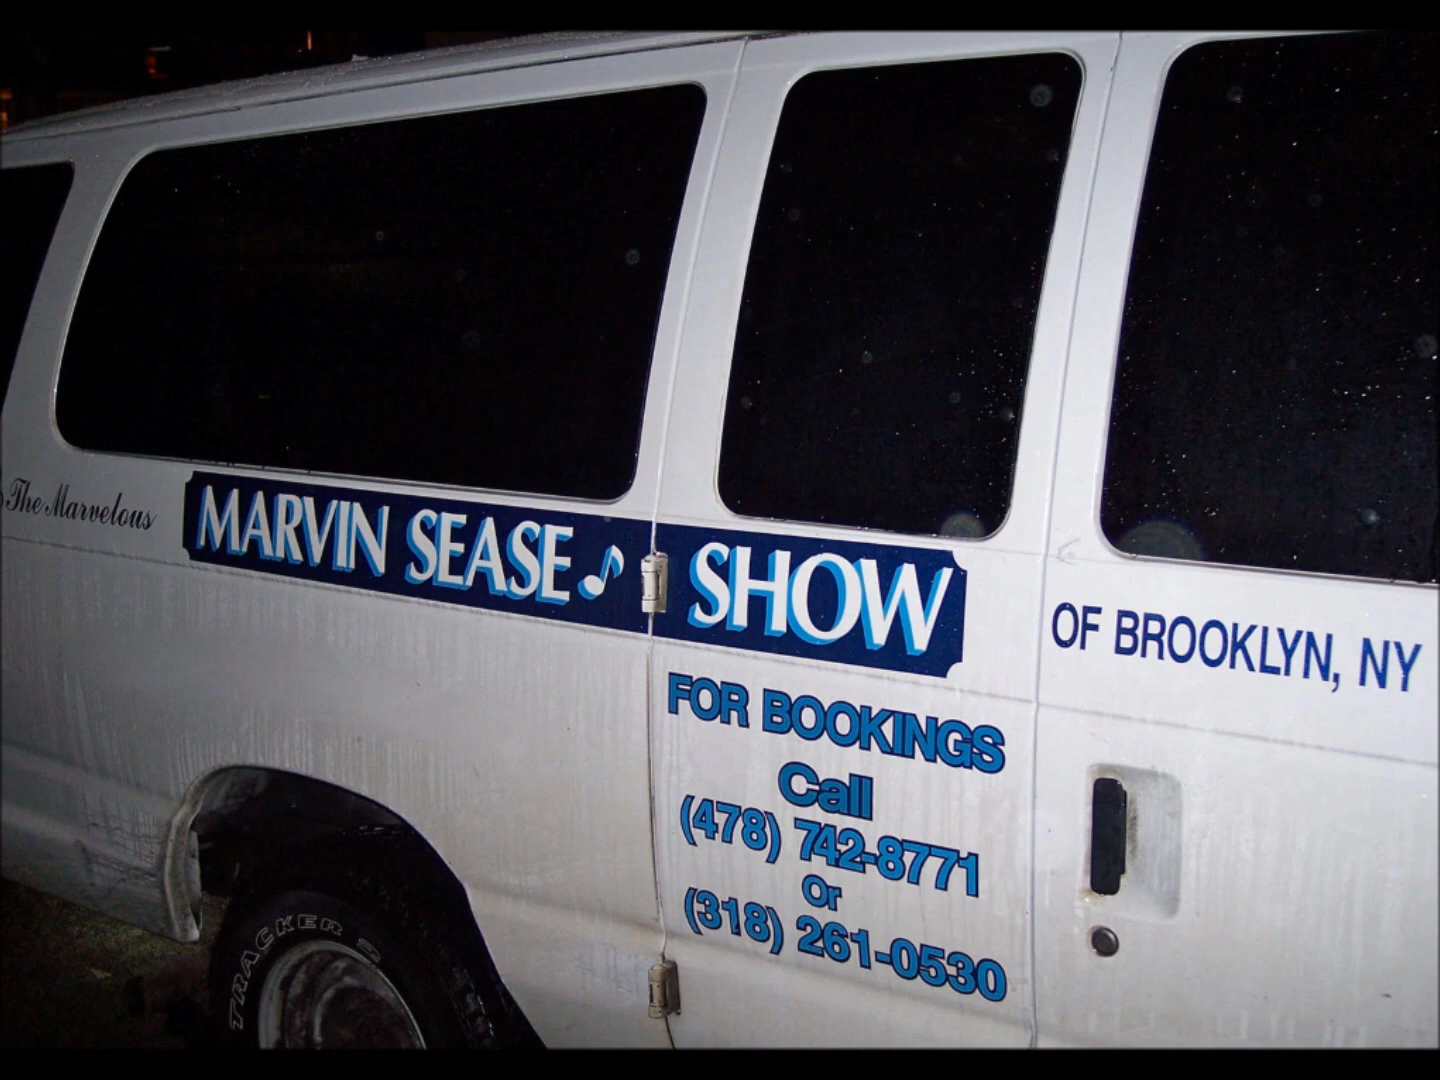 The Marvelous
MARVIN SEASE ♪ SHOW
OF BROOKLYN, NY
FOR BOOKINGS
Call
(478) 742-8771
Or
(318) 261-0530
TRACKER